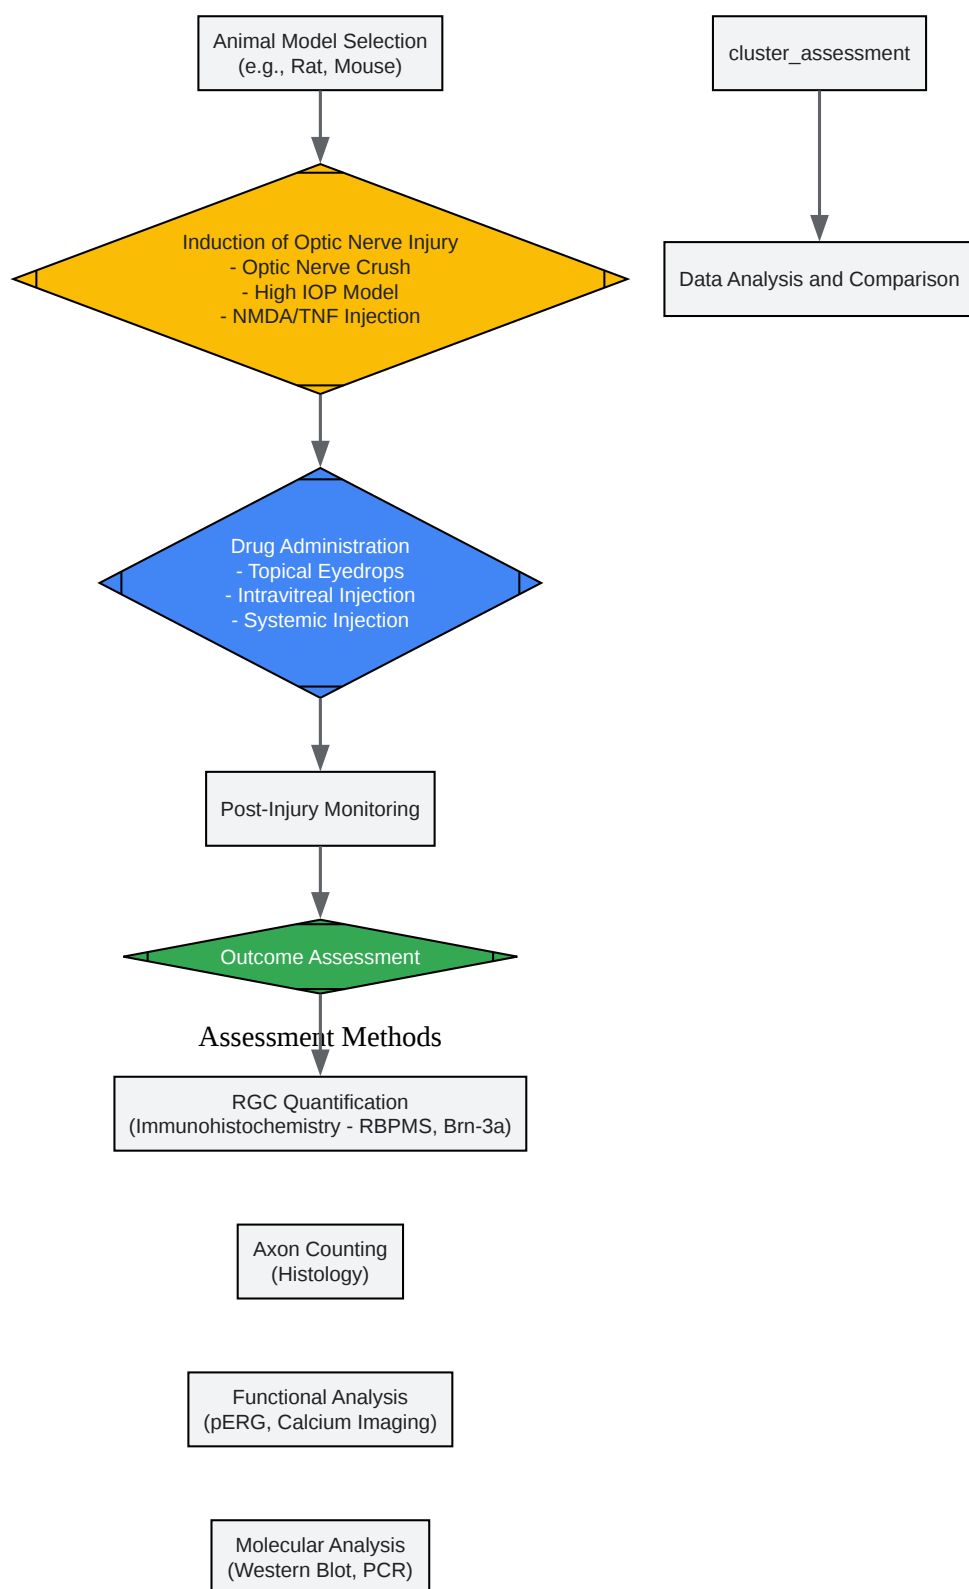 Animal Model Selection
(e.g., Rat, Mouse)
cluster_assessment
Induction of Optic Nerve Injury
- Optic Nerve Crush
- High IOP Model
- NMDA/TNF Injection
Data Analysis and Comparison
Drug Administration
- Topical Eyedrops
- Intravitreal Injection
- Systemic Injection
Post-Injury Monitoring
Outcome Assessment
Assessment Methods
RGC Quantification
(Immunohistochemistry - RBPMS, Brn-3a)
Axon Counting
(Histology)
Functional Analysis
(pERG, Calcium Imaging)
Molecular Analysis
(Western Blot, PCR)